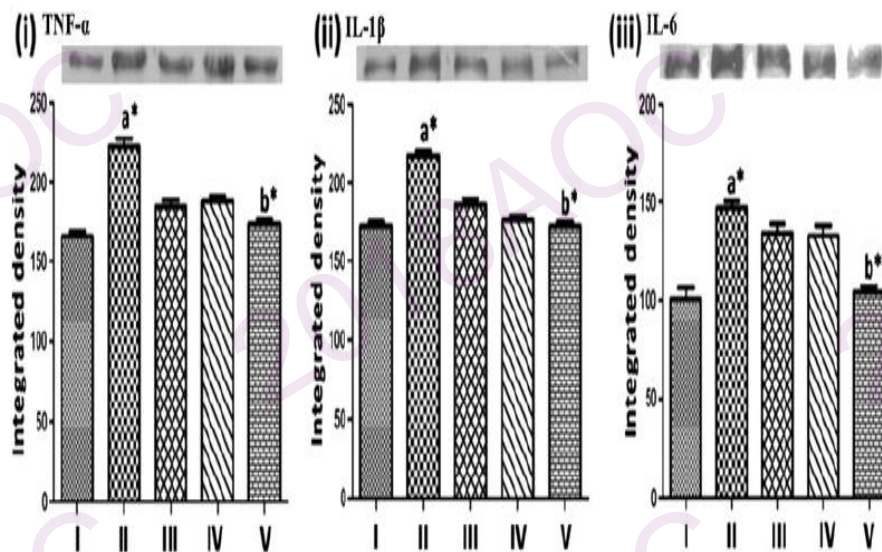 (i) TNF-α
Integrated density
250
200
150
100
50
0
a*
b*
I II III IV V
(ii) IL-1β
Integrated density
250
200
150
100
50
0
a*
b*
I II III IV V
(iii) IL-6
Integrated density
200
150
100
50
0
a*
b*
I II III IV V
2018AOC